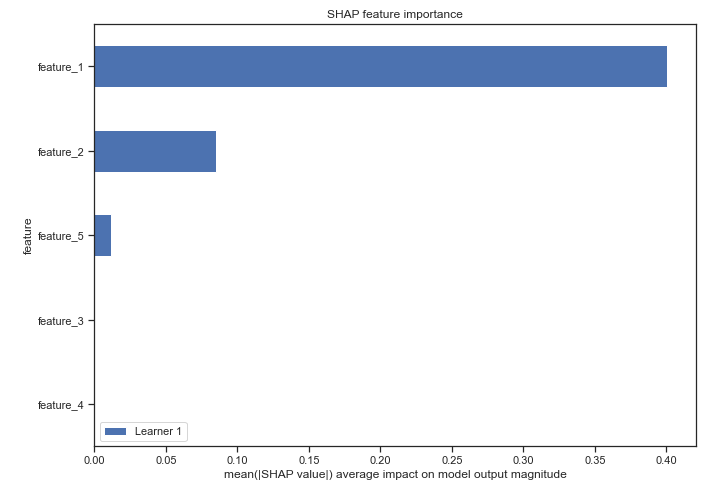 SHAP feature importance
feature_1
feature_2
feature_5
feature_3
feature_4
feature
Learner 1
0.00 0.05 0.10 0.15 0.20 0.25 0.30 0.35 0.40
mean(|SHAP value|) average impact on model output magnitude